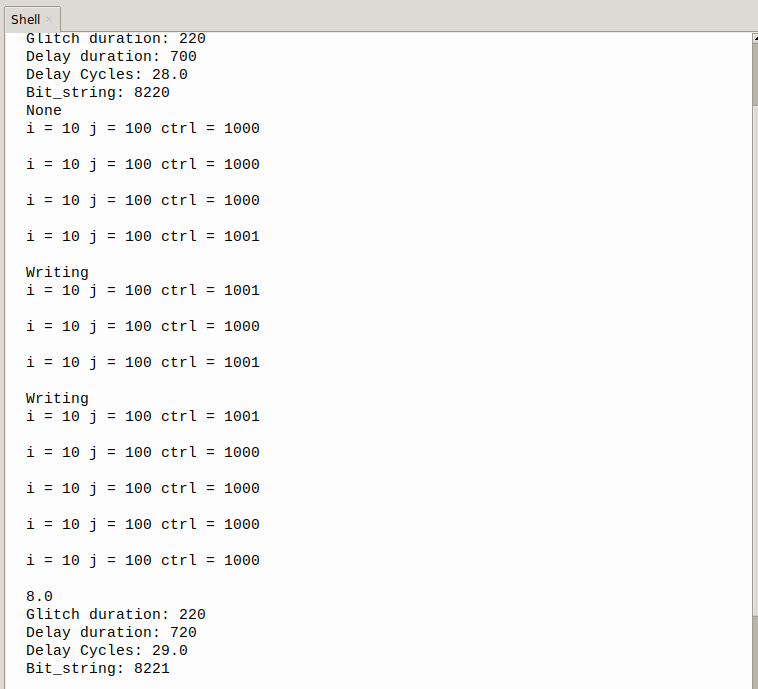 Shell
Glitch duration: 220
Delay duration: 700
Delay Cycles: 28.0
Bit_string: 8220
None
i = 10 j = 100 ctrl = 1000
i = 10 j = 100 ctrl = 1000
i = 10 j = 100 ctrl = 1000
i = 10 j = 100 ctrl = 1001
Writing
i = 10 j = 100 ctrl = 1001
i = 10 j = 100 ctrl = 1000
i = 10 j = 100 ctrl = 1001
Writing
i = 10 j = 100 ctrl = 1001
i = 10 j = 100 ctrl = 1000
i = 10 j = 100 ctrl = 1000
i = 10 j = 100 ctrl = 1000
i = 10 j = 100 ctrl = 1000
8.0
Glitch duration: 220
Delay duration: 720
Delay Cycles: 29.0
Bit_string: 8221